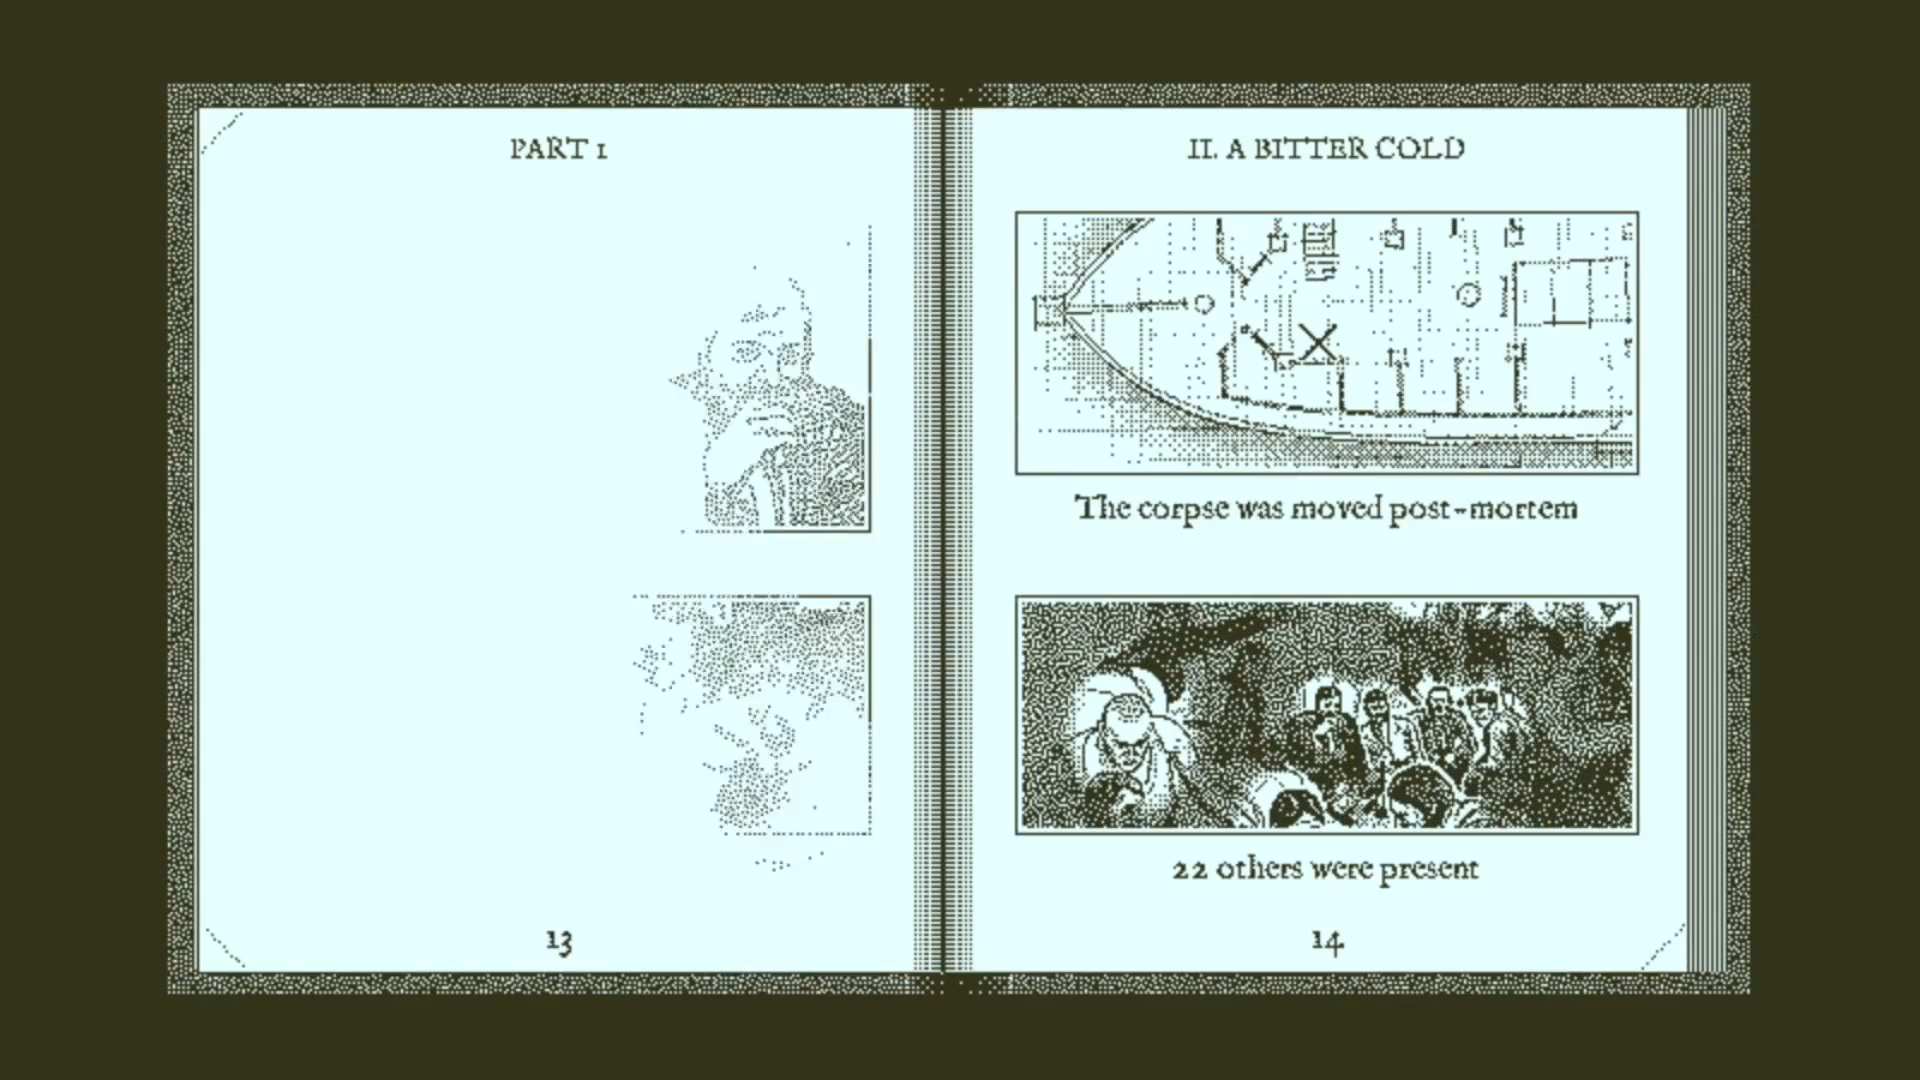 PART 1
II. A BITTER COLD
The corpse was moved post-mortem
22 others were present
13
14